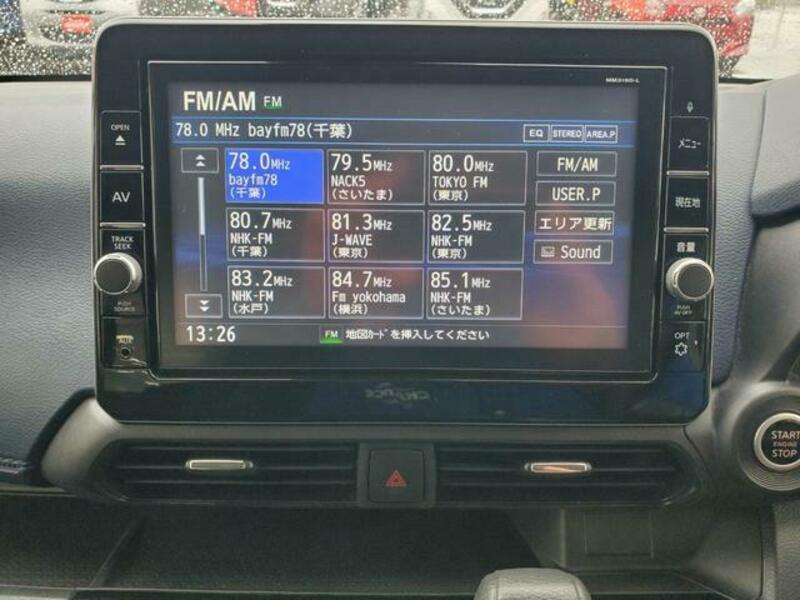 MM319D-L
FM/AM FM
78.0 MHz bayfm78(千葉)
EQ STEREO AREA.P
78.0MHz
bayfm78
(千葉)
79.5MHz
NACK5
(さいたま)
80.0MHz
TOKYO FM
(東京)
FM/AM
USER.P
80.7MHz
NHK-FM
(千葉)
81.3MHz
J-WAVE
(東京)
82.5MHz
NHK-FM
(東京)
エリア更新
Sound
83.2MHz
NHK-FM
(水戸)
84.7MHz
Fm yokohama
(横浜)
85.1MHz
NHK-FM
(さいたま)
13:26
FM 地図ｶｰﾄﾞを挿入してください
OPEN
AV
TRACK
SEEK
PUSH
SOURCE
AUX
ﾒﾆｭｰ
現在地
音量
PUSH
AV OFF
OPT
START
ENGINE
STOP